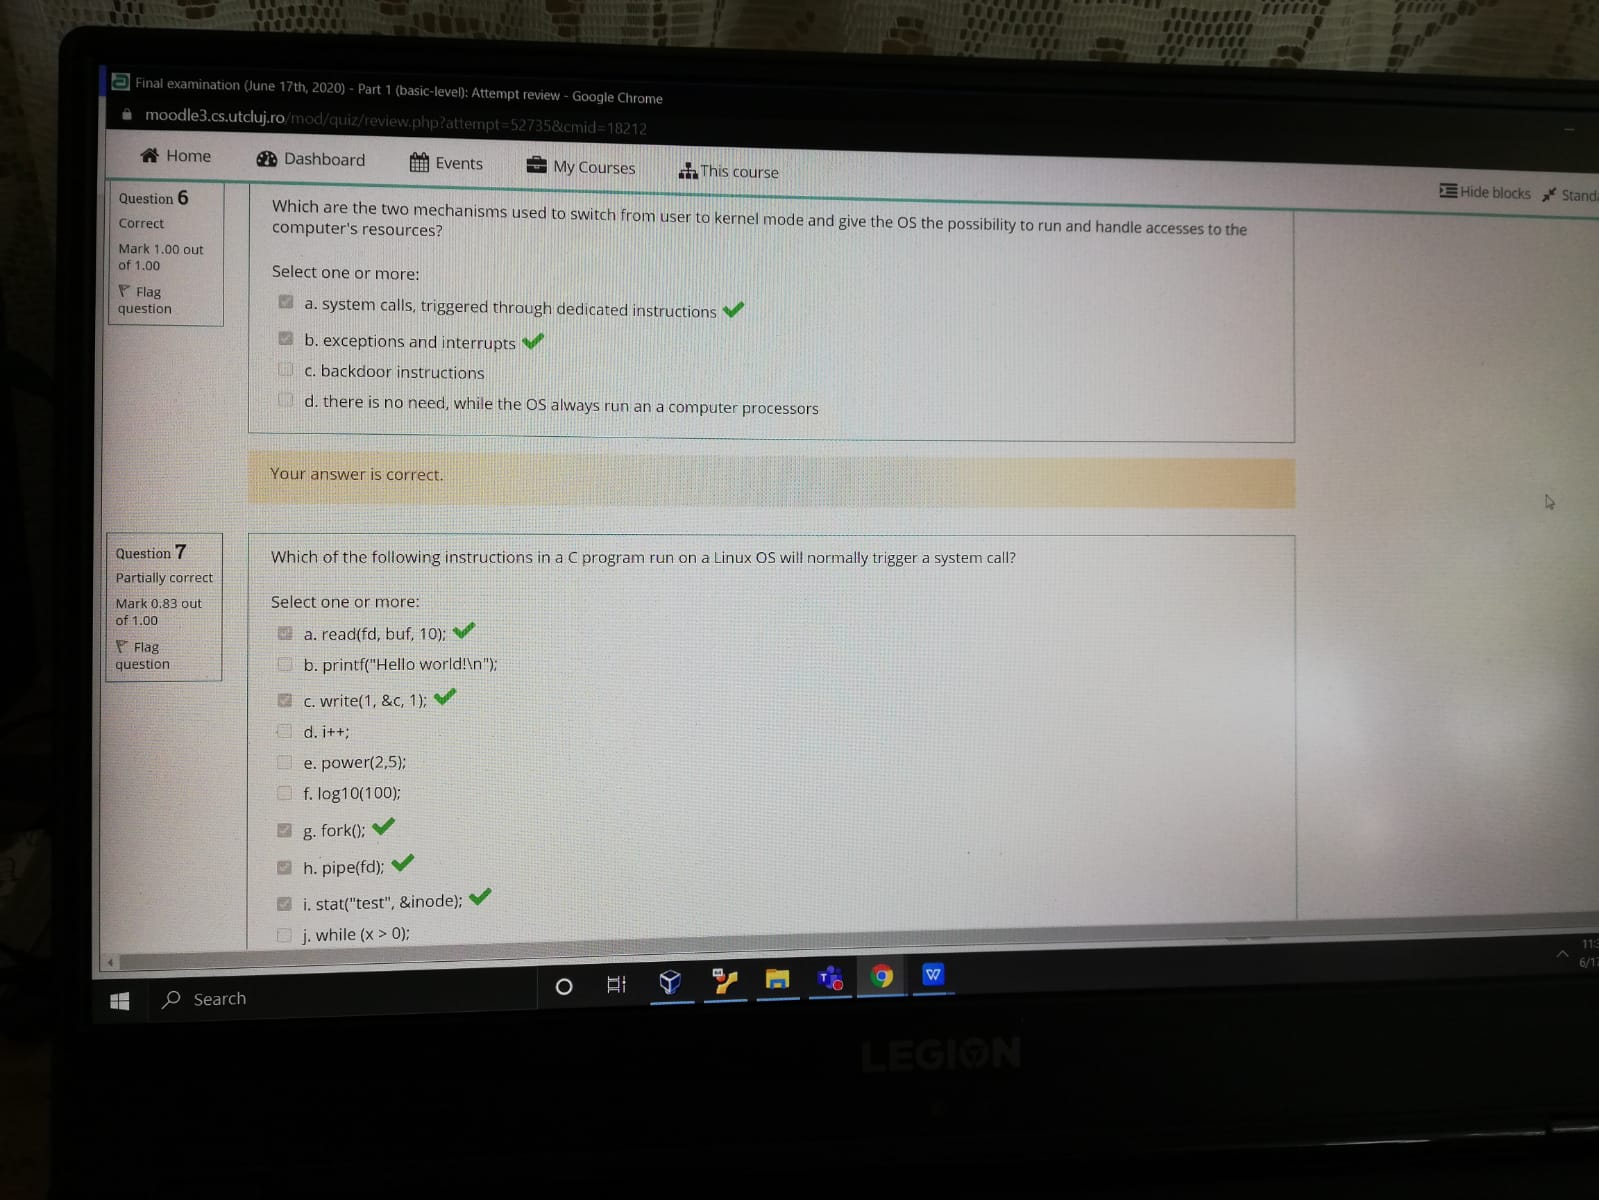 Final examination (June 17th, 2020) - Part 1 (basic-level): Attempt review - Google Chrome
moodle3.cs.utcluj.ro/mod/quiz/review.php?attempt=52735&cmid=18212
Home Dashboard Events My Courses This course
Hide blocks
Question 6
Correct
Mark 1.00 out
of 1.00
Flag
question
Which are the two mechanisms used to switch from user to kernel mode and give the OS the possibility to run and handle accesses to the
computer's resources?
Select one or more:
a. system calls, triggered through dedicated instructions
b. exceptions and interrupts
c. backdoor instructions
d. there is no need, while the OS always run an a computer processors
Your answer is correct.
Question 7
Partially correct
Mark 0.83 out
of 1.00
Flag
question
Which of the following instructions in a C program run on a Linux OS will normally trigger a system call?
Select one or more:
a. read(fd, buf, 10);
b. printf("Hello world!\n");
c. write(1, &c, 1);
d. i++;
e. power(2,5);
f. log10(100);
g. fork();
h. pipe(fd);
i. stat("test", &inode);
j. while (x > 0);
Search
LEGION